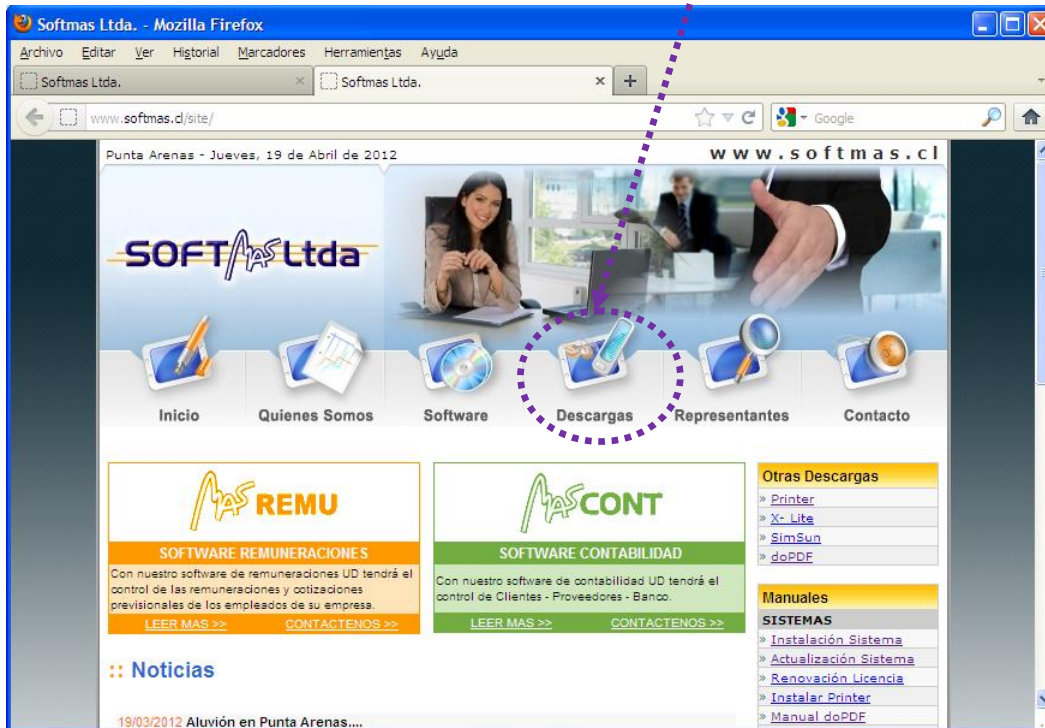 Softmas Ltda. - Mozilla Firefox
Archivo Editar Ver Historial Marcadores Herramientas Ayuda
Softmas Ltda. Softmas Ltda.
www.softmas.cl/site/ Google
Punta Arenas - Jueves, 19 de Abril de 2012 www.softmas.cl
SOFTMAS Ltda
Inicio Quienes Somos Software Descargas Representantes Contacto
MAS REMU
SOFTWARE REMUNERACIONES
Con nuestro software de remuneraciones UD tendrá el
control de las remuneraciones y cotizaciones
previsionales de los empleados de su empresa.
LEER MAS >> CONTACTENOS >>
MAS CONT
SOFTWARE CONTABILIDAD
Con nuestro software de contabilidad UD tendrá el
control de Clientes - Proveedores - Banco.
LEER MAS >> CONTACTENOS >>
:: Noticias
19/03/2012 Aluvión en Punta Arenas....
Otras Descargas
» Printer
» X- Lite
» SimSun
» doPDF
Manuales
SISTEMAS
» Instalación Sistema
» Actualización Sistema
» Renovación Licencia
» Instalar Printer
» Manual doPDF